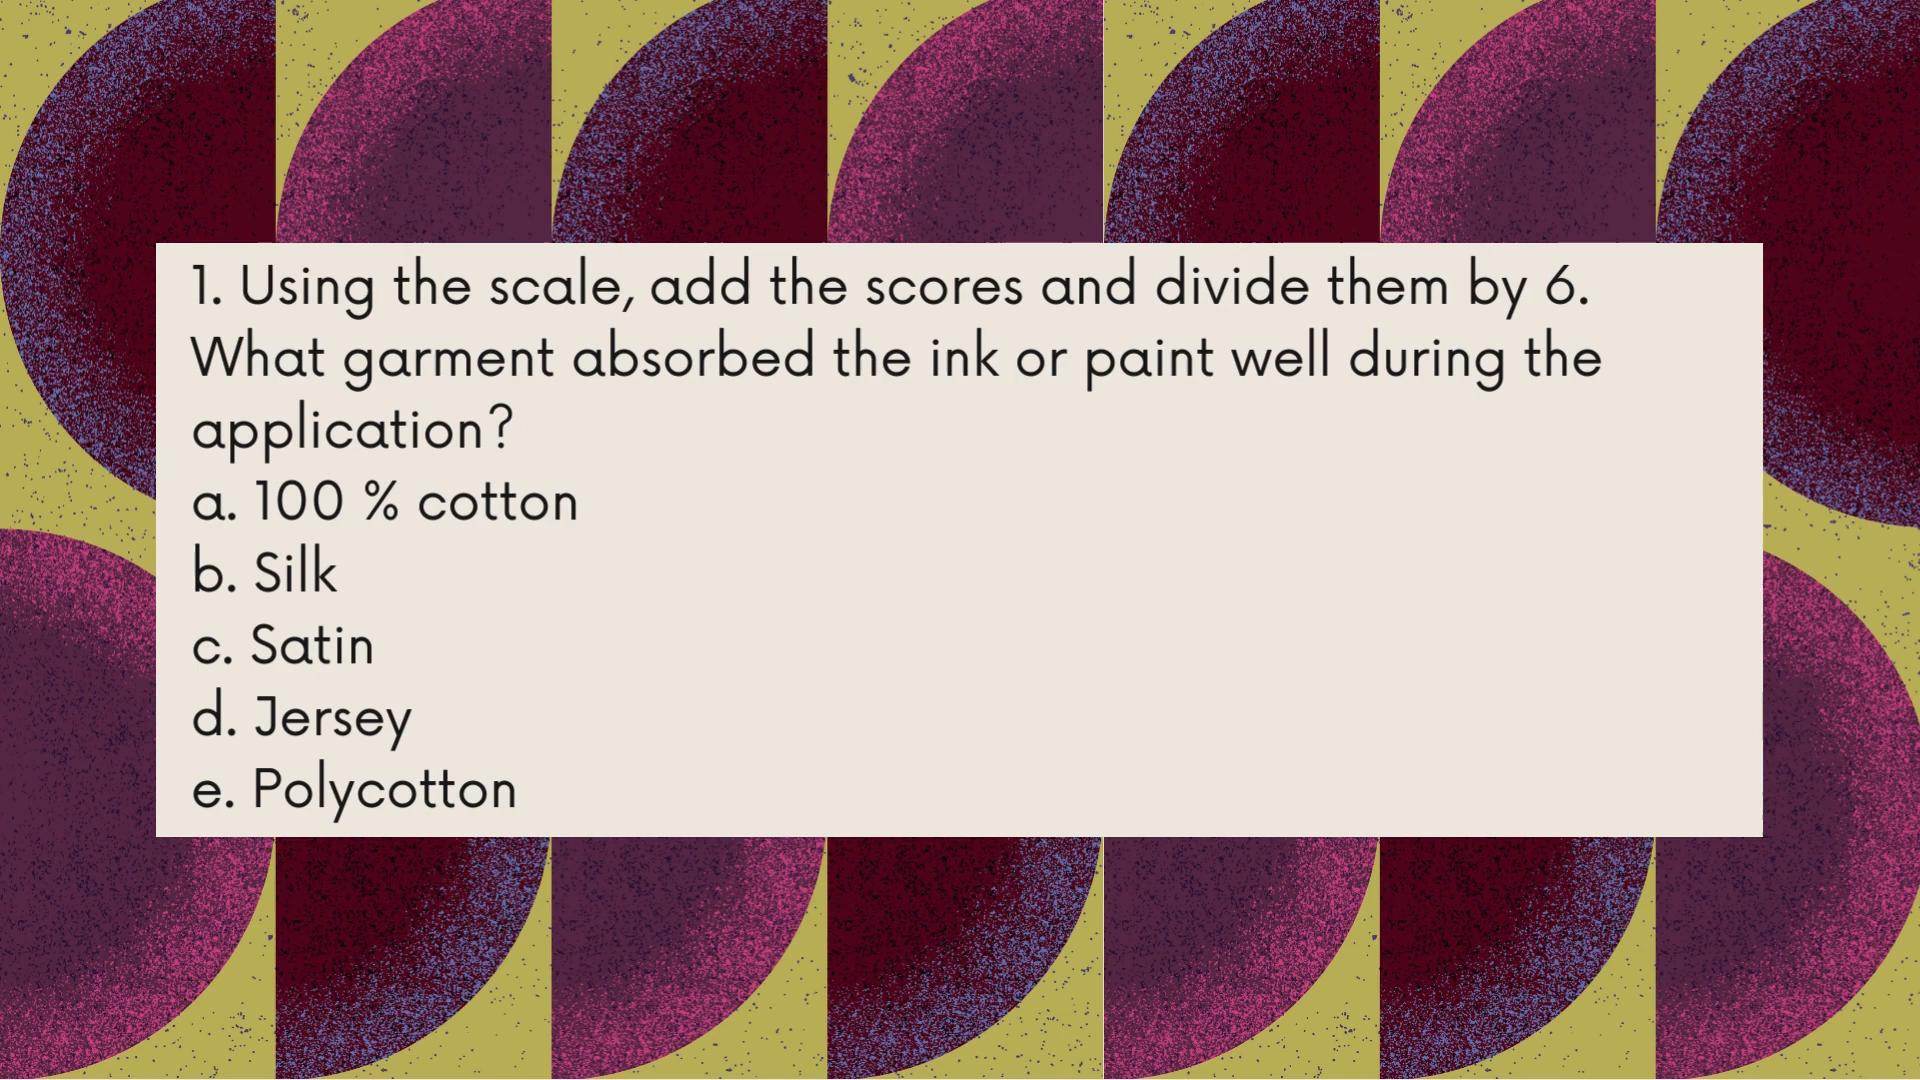 1. Using the scale, add the scores and divide them by 6.
What garment absorbed the ink or paint well during the
application?
a. 100 % cotton
b. Silk
c. Satin
d. Jersey
e. Polycotton